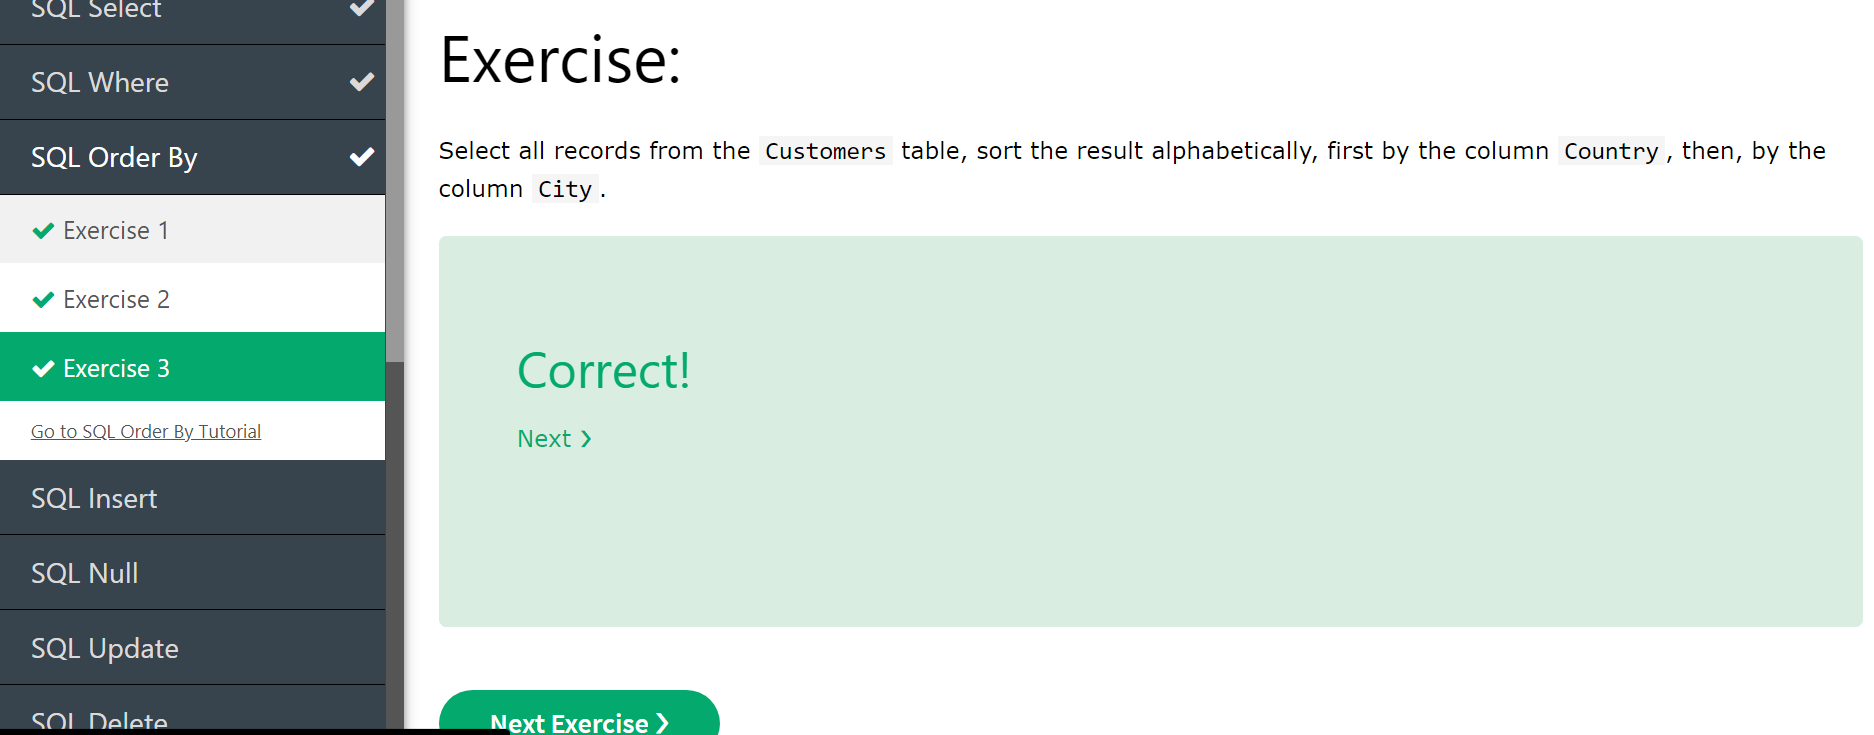 SQL Select
SQL Where
SQL Order By
Exercise 1
Exercise 2
Exercise 3
Go to SQL Order By Tutorial
SQL Insert
SQL Null
SQL Update
SQL Delete
Exercise:
Select all records from the Customers table, sort the result alphabetically, first by the column Country, then, by the
column City.
Correct!
Next ❯
Next Exercise ❯